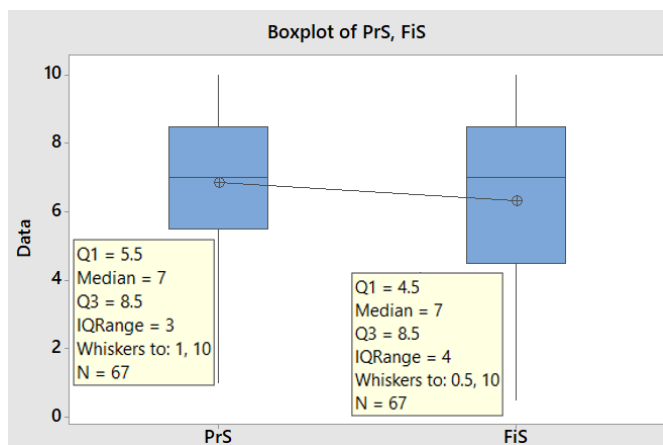 Boxplot of PrS, FiS
10
8
6
4
2
0
Data
Q1 = 5.5
Median = 7
Q3 = 8.5
IQRange = 3
Whiskers to: 1, 10
N = 67
Q1 = 4.5
Median = 7
Q3 = 8.5
IQRange = 4
Whiskers to: 0.5, 10
N = 67
PrS
FiS